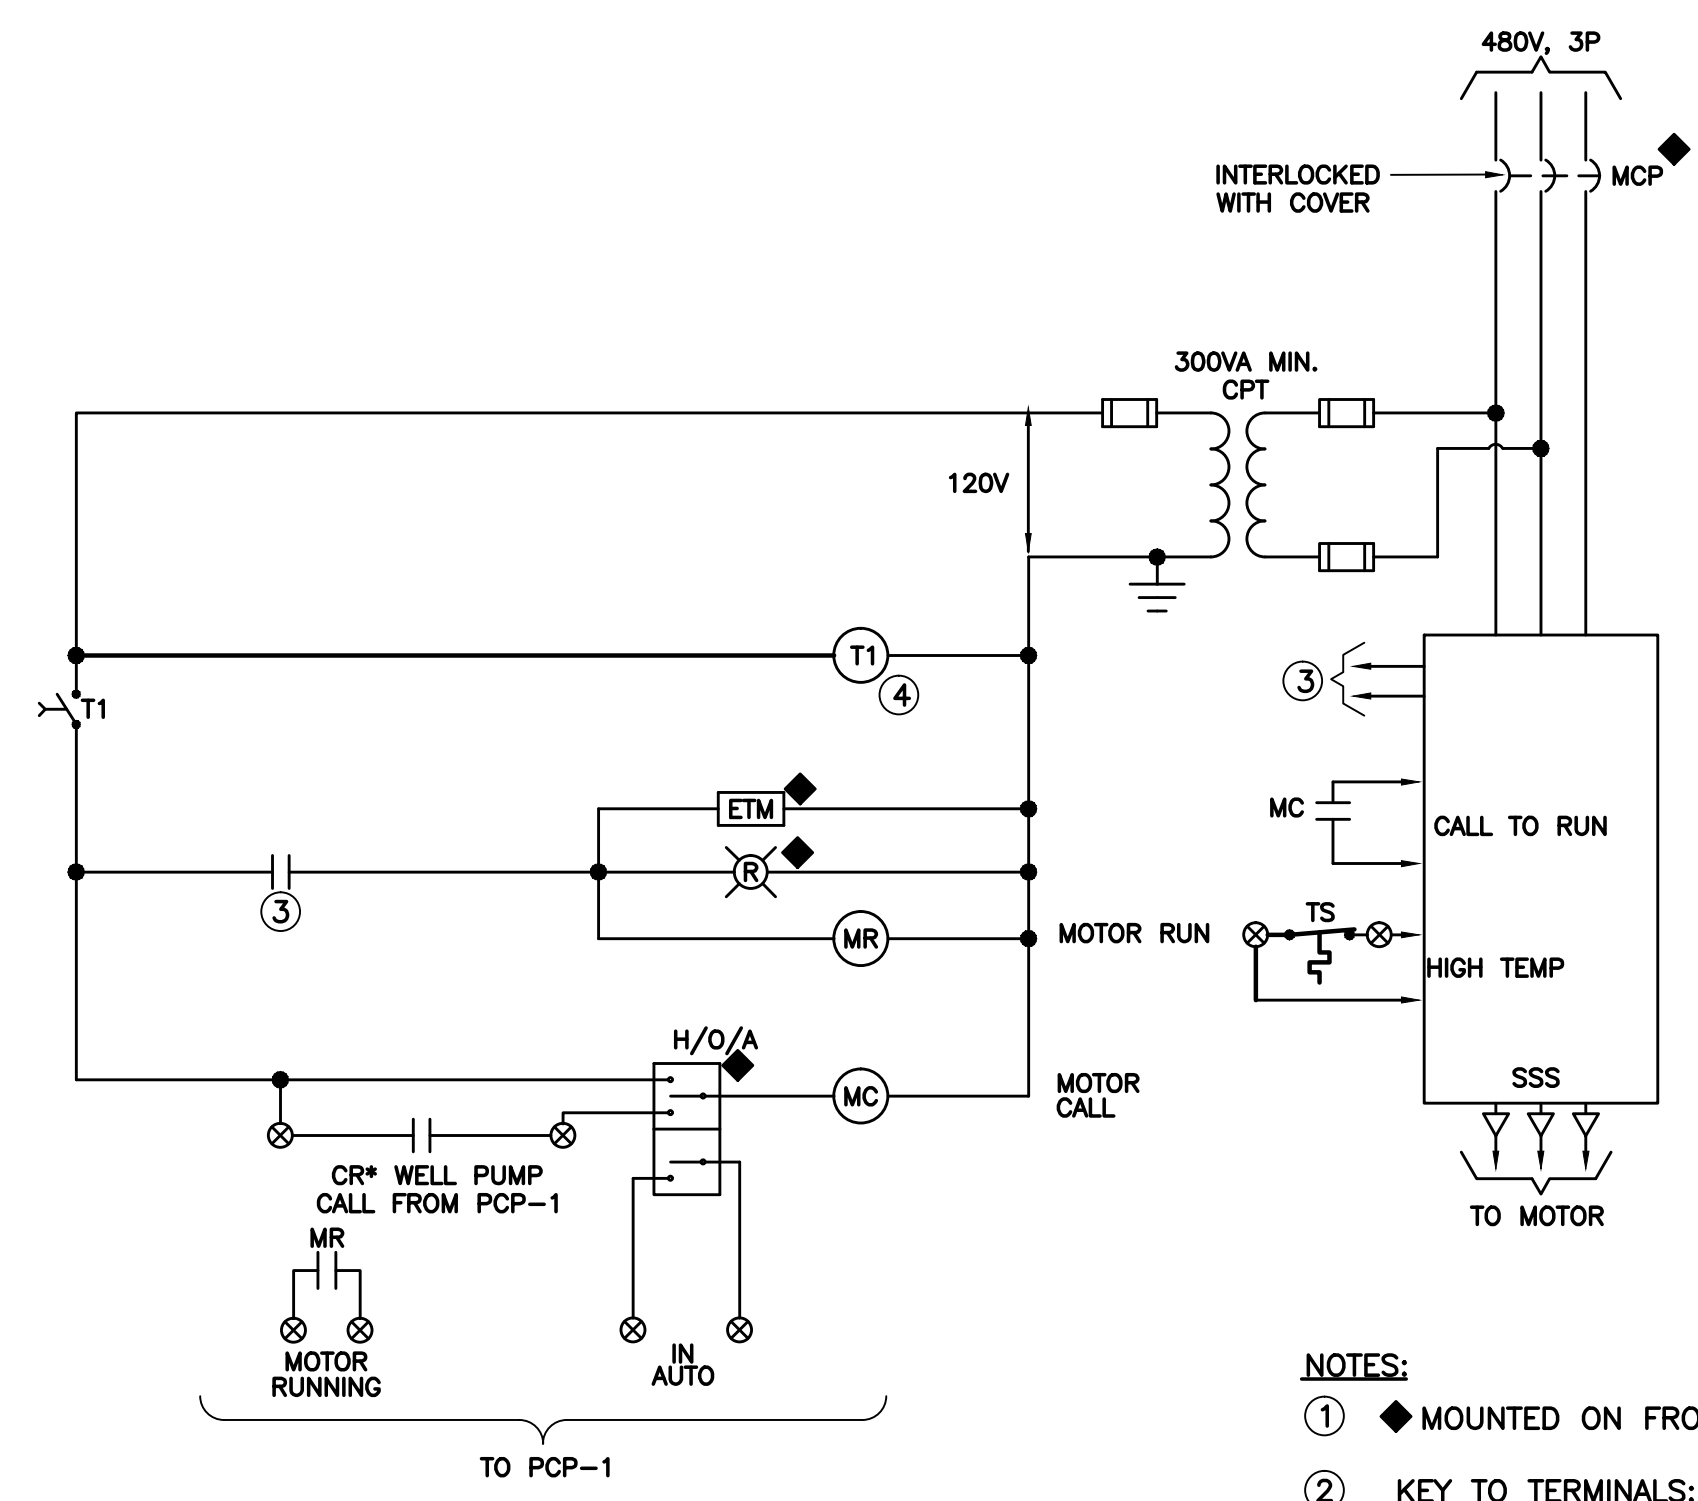 480V, 3P
INTERLOCKED
WITH COVER
MCP
300VA MIN.
CPT
120V
T1
4
3
T1
ETM
MC
CALL TO RUN
R
3
TS
MR
MOTOR RUN
HIGH TEMP
H/O/A
SSS
MC
MOTOR
CALL
CR* WELL PUMP
CALL FROM PCP-1
TO MOTOR
MR
MOTOR
RUNNING
IN
AUTO
TO PCP-1
NOTES:
1 MOUNTED ON FRO
2 KEY TO TERMINALS: